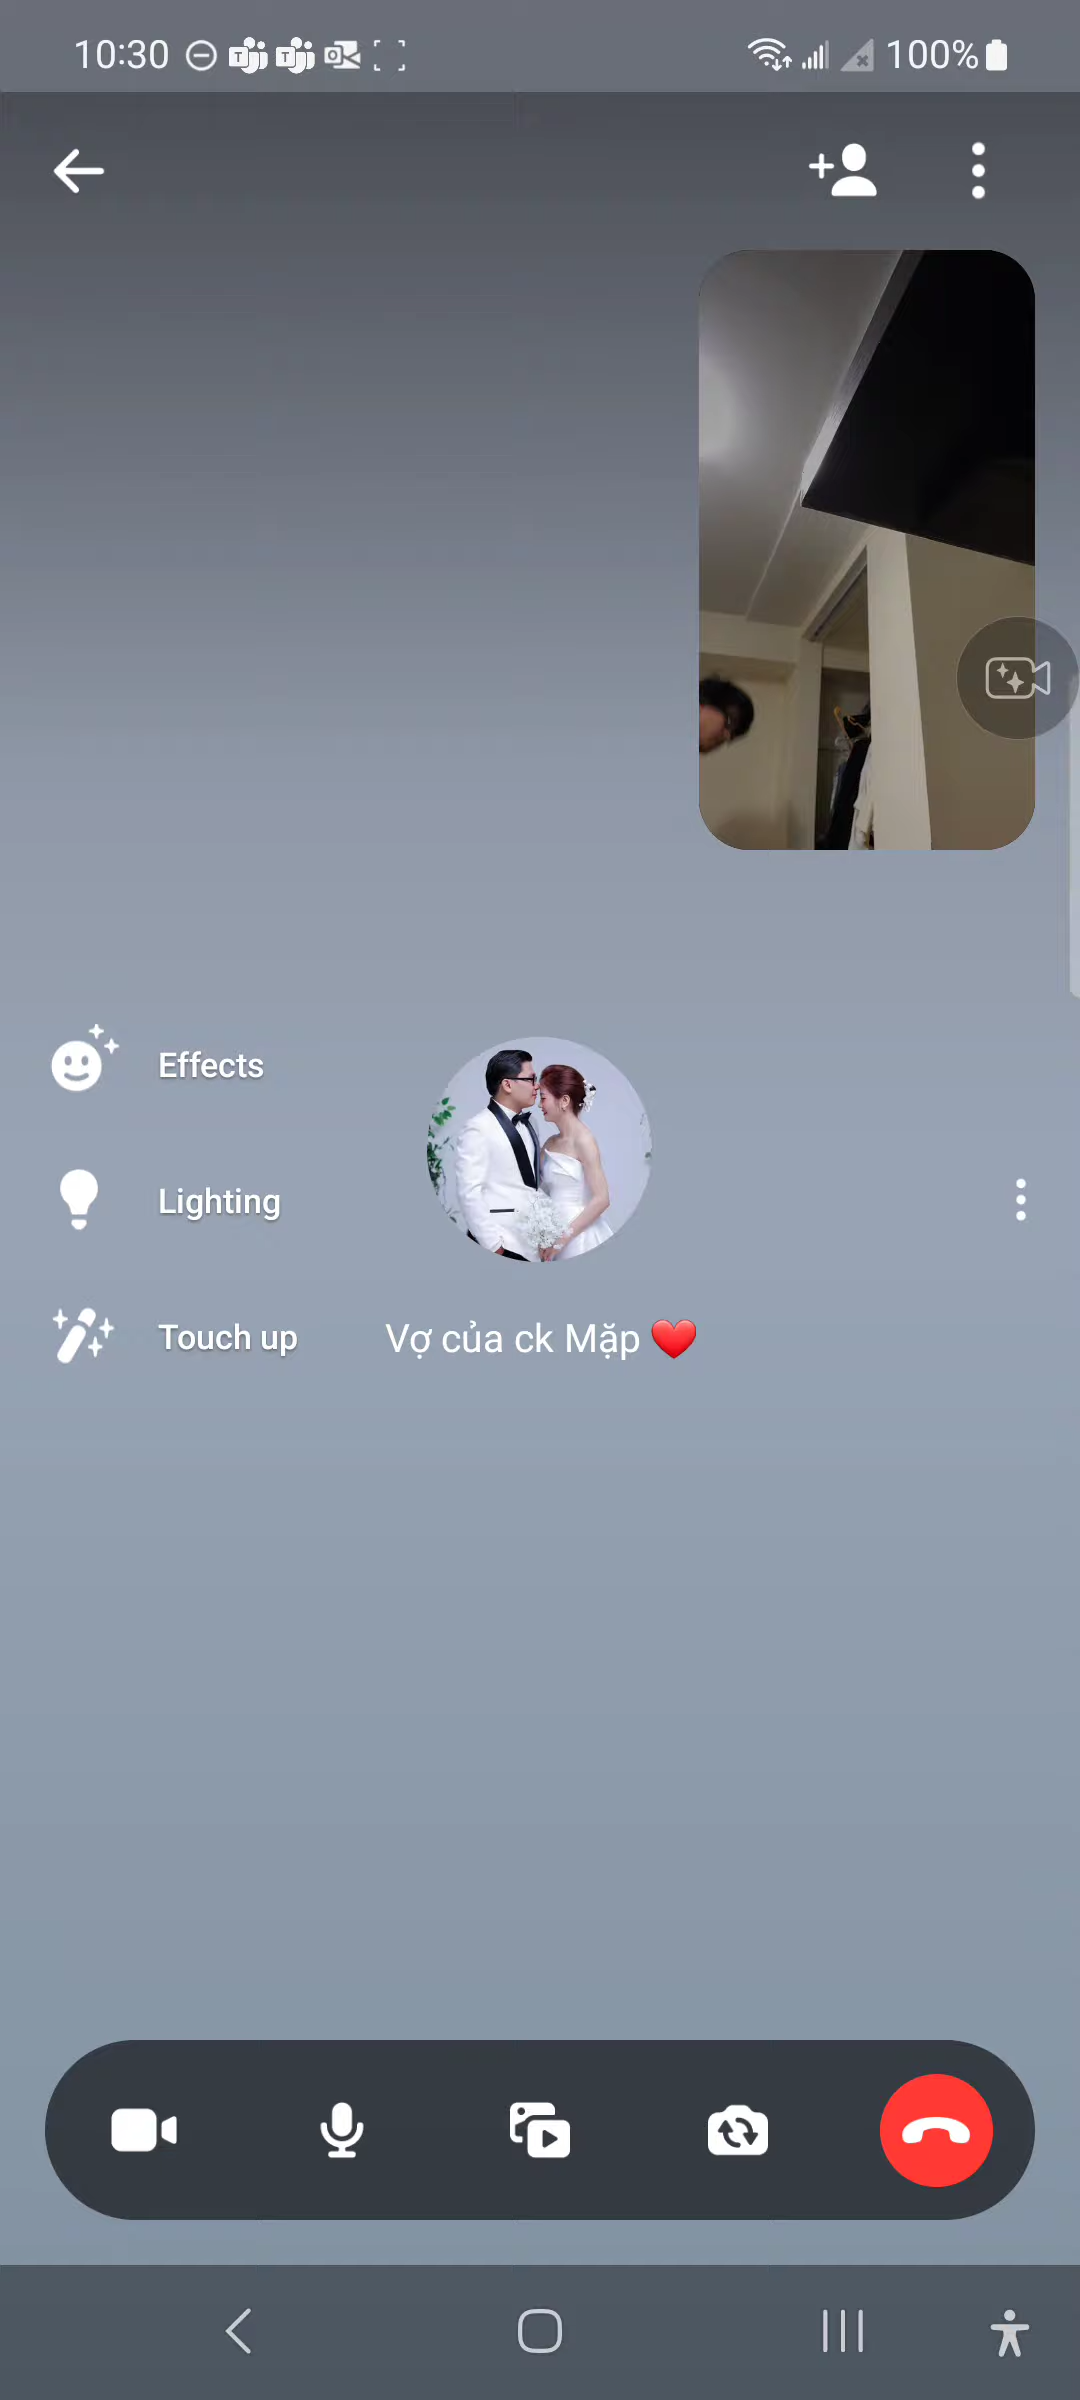 10:30
100%
Effects
Lighting
Touch up
Vợ của ck Mặp ❤️